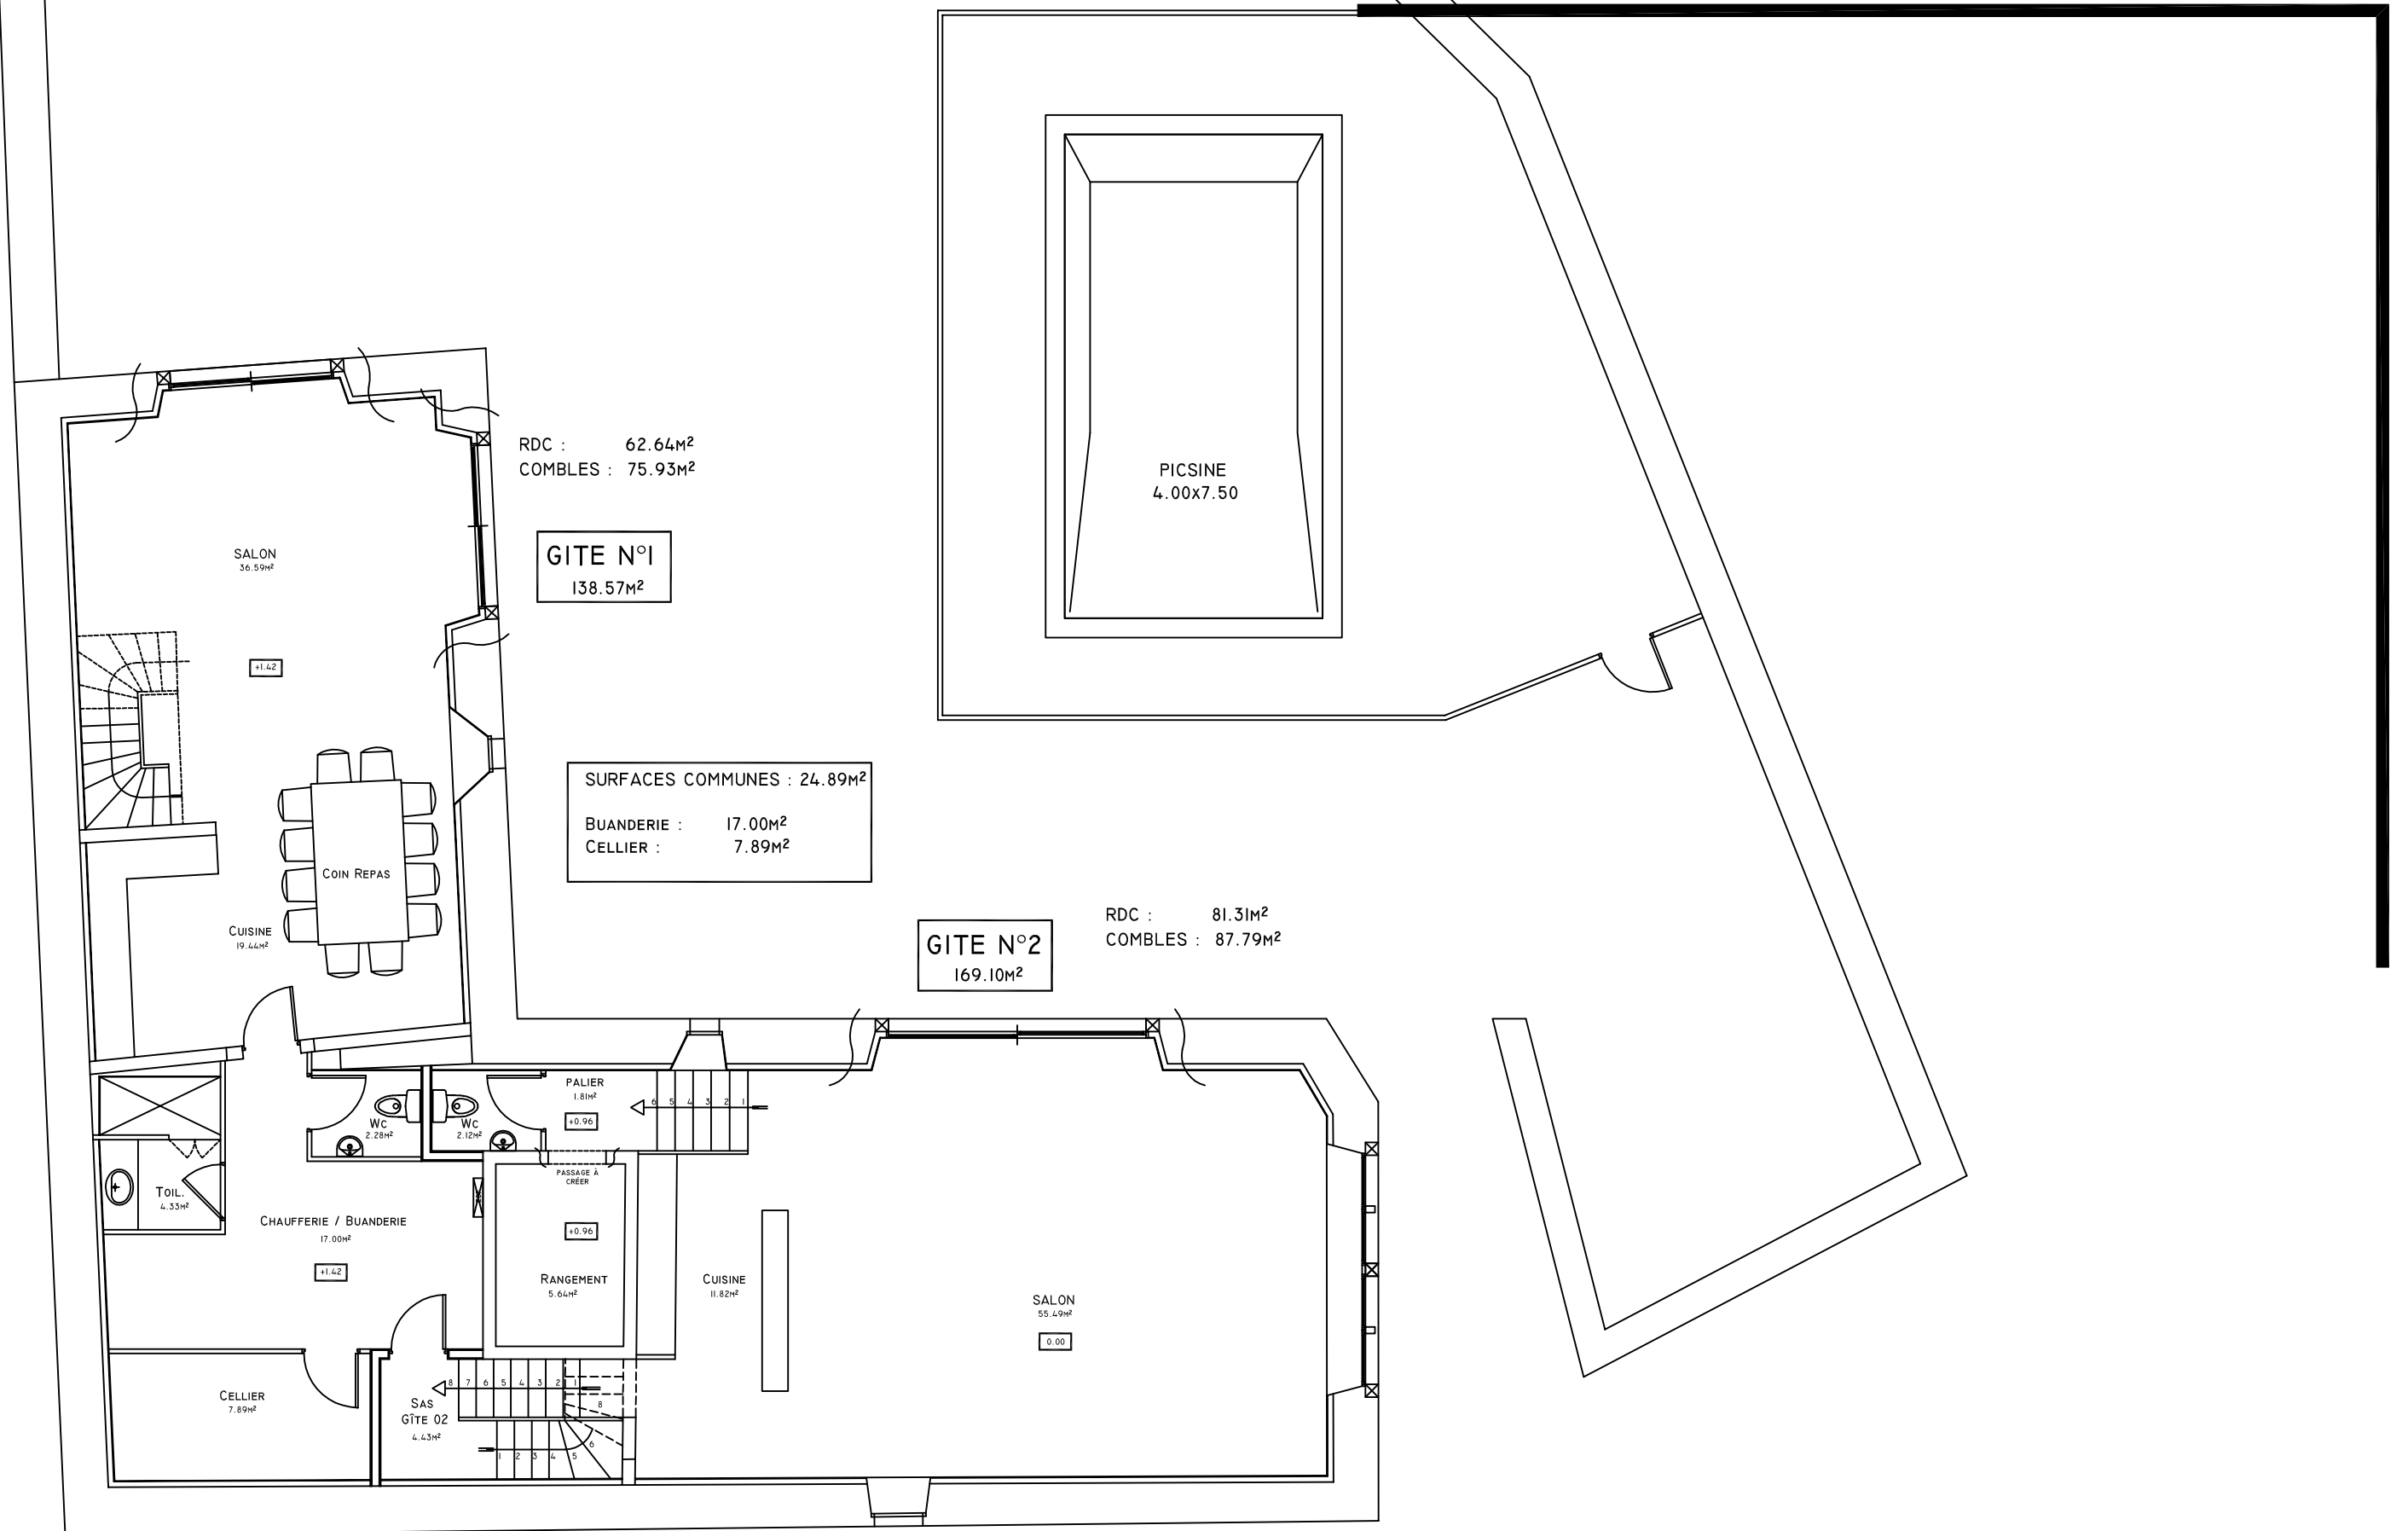 RDC : 62.64M²
COMBLES : 75.93M²
PICSINE
4.00X7.50
GITE N°1
138.57M²
SALON
36.59M²
+1.42
SURFACES COMMUNES : 24.89M²
BUANDERIE : 17.00M²
CELLIER : 7.89M²
COIN REPAS
CUISINE
19.44M²
GITE N°2
169.10M²
RDC : 81.31M²
COMBLES : 87.79M²
WC
2.28M²
WC
2.12M²
PALIER
1.81M²
+0.96
6 5 4 3 2 1
PASSAGE À
CRÉER
TOIL.
4.33M²
CHAUFFERIE / BUANDERIE
17.00M²
+1.42
+0.96
RANGEMENT
5.64M²
CUISINE
11.82M²
SALON
55.49M²
0.00
CELLIER
7.89M²
SAS
GÎTE 02
4.43M²
8 7 6 5 4 3 2 1
8
6
1 2 3 4 5